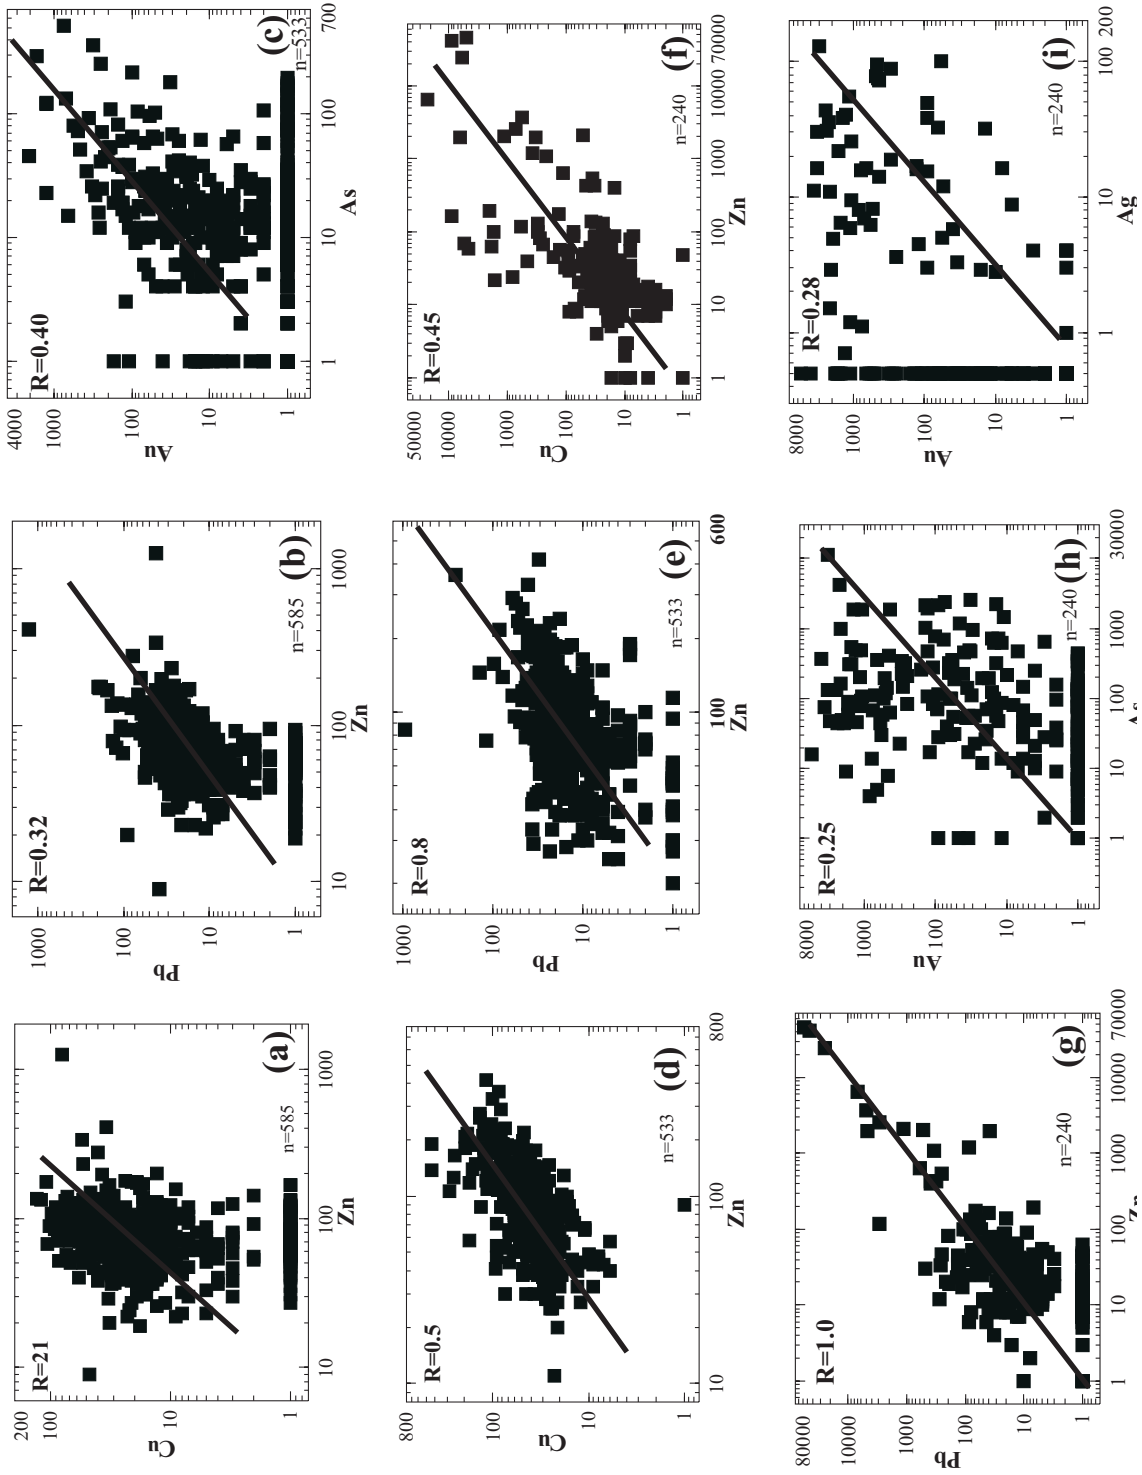 (a)
R=21
n=585
Cu
200
100
10
1
10
100
1000
Zn
(b)
R=0.32
n=585
Pb
1000
100
10
1
10
100
1000
Zn
(c)
R=0.40
n=533
Au
4000
1000
100
10
1
1
10
100
700
As
(d)
R=0.5
n=533
Cu
800
100
10
1
10
100
800
Zn
(e)
R=0.8
n=533
Pb
1000
100
10
1
100
600
Zn
(f)
R=0.45
n=240
Cu
50000
10000
1000
100
10
1
1
10
100
1000
10000
70000
Zn
(g)
R=1.0
n=240
Pb
80000
10000
1000
100
10
1
1
10
100
1000
10000
70000
Zn
(h)
R=0.25
n=240
Au
8000
1000
100
10
1
1
10
100
1000
30000
As
(i)
R=0.28
n=240
Au
8000
1000
100
10
1
1
10
100
200
Ag